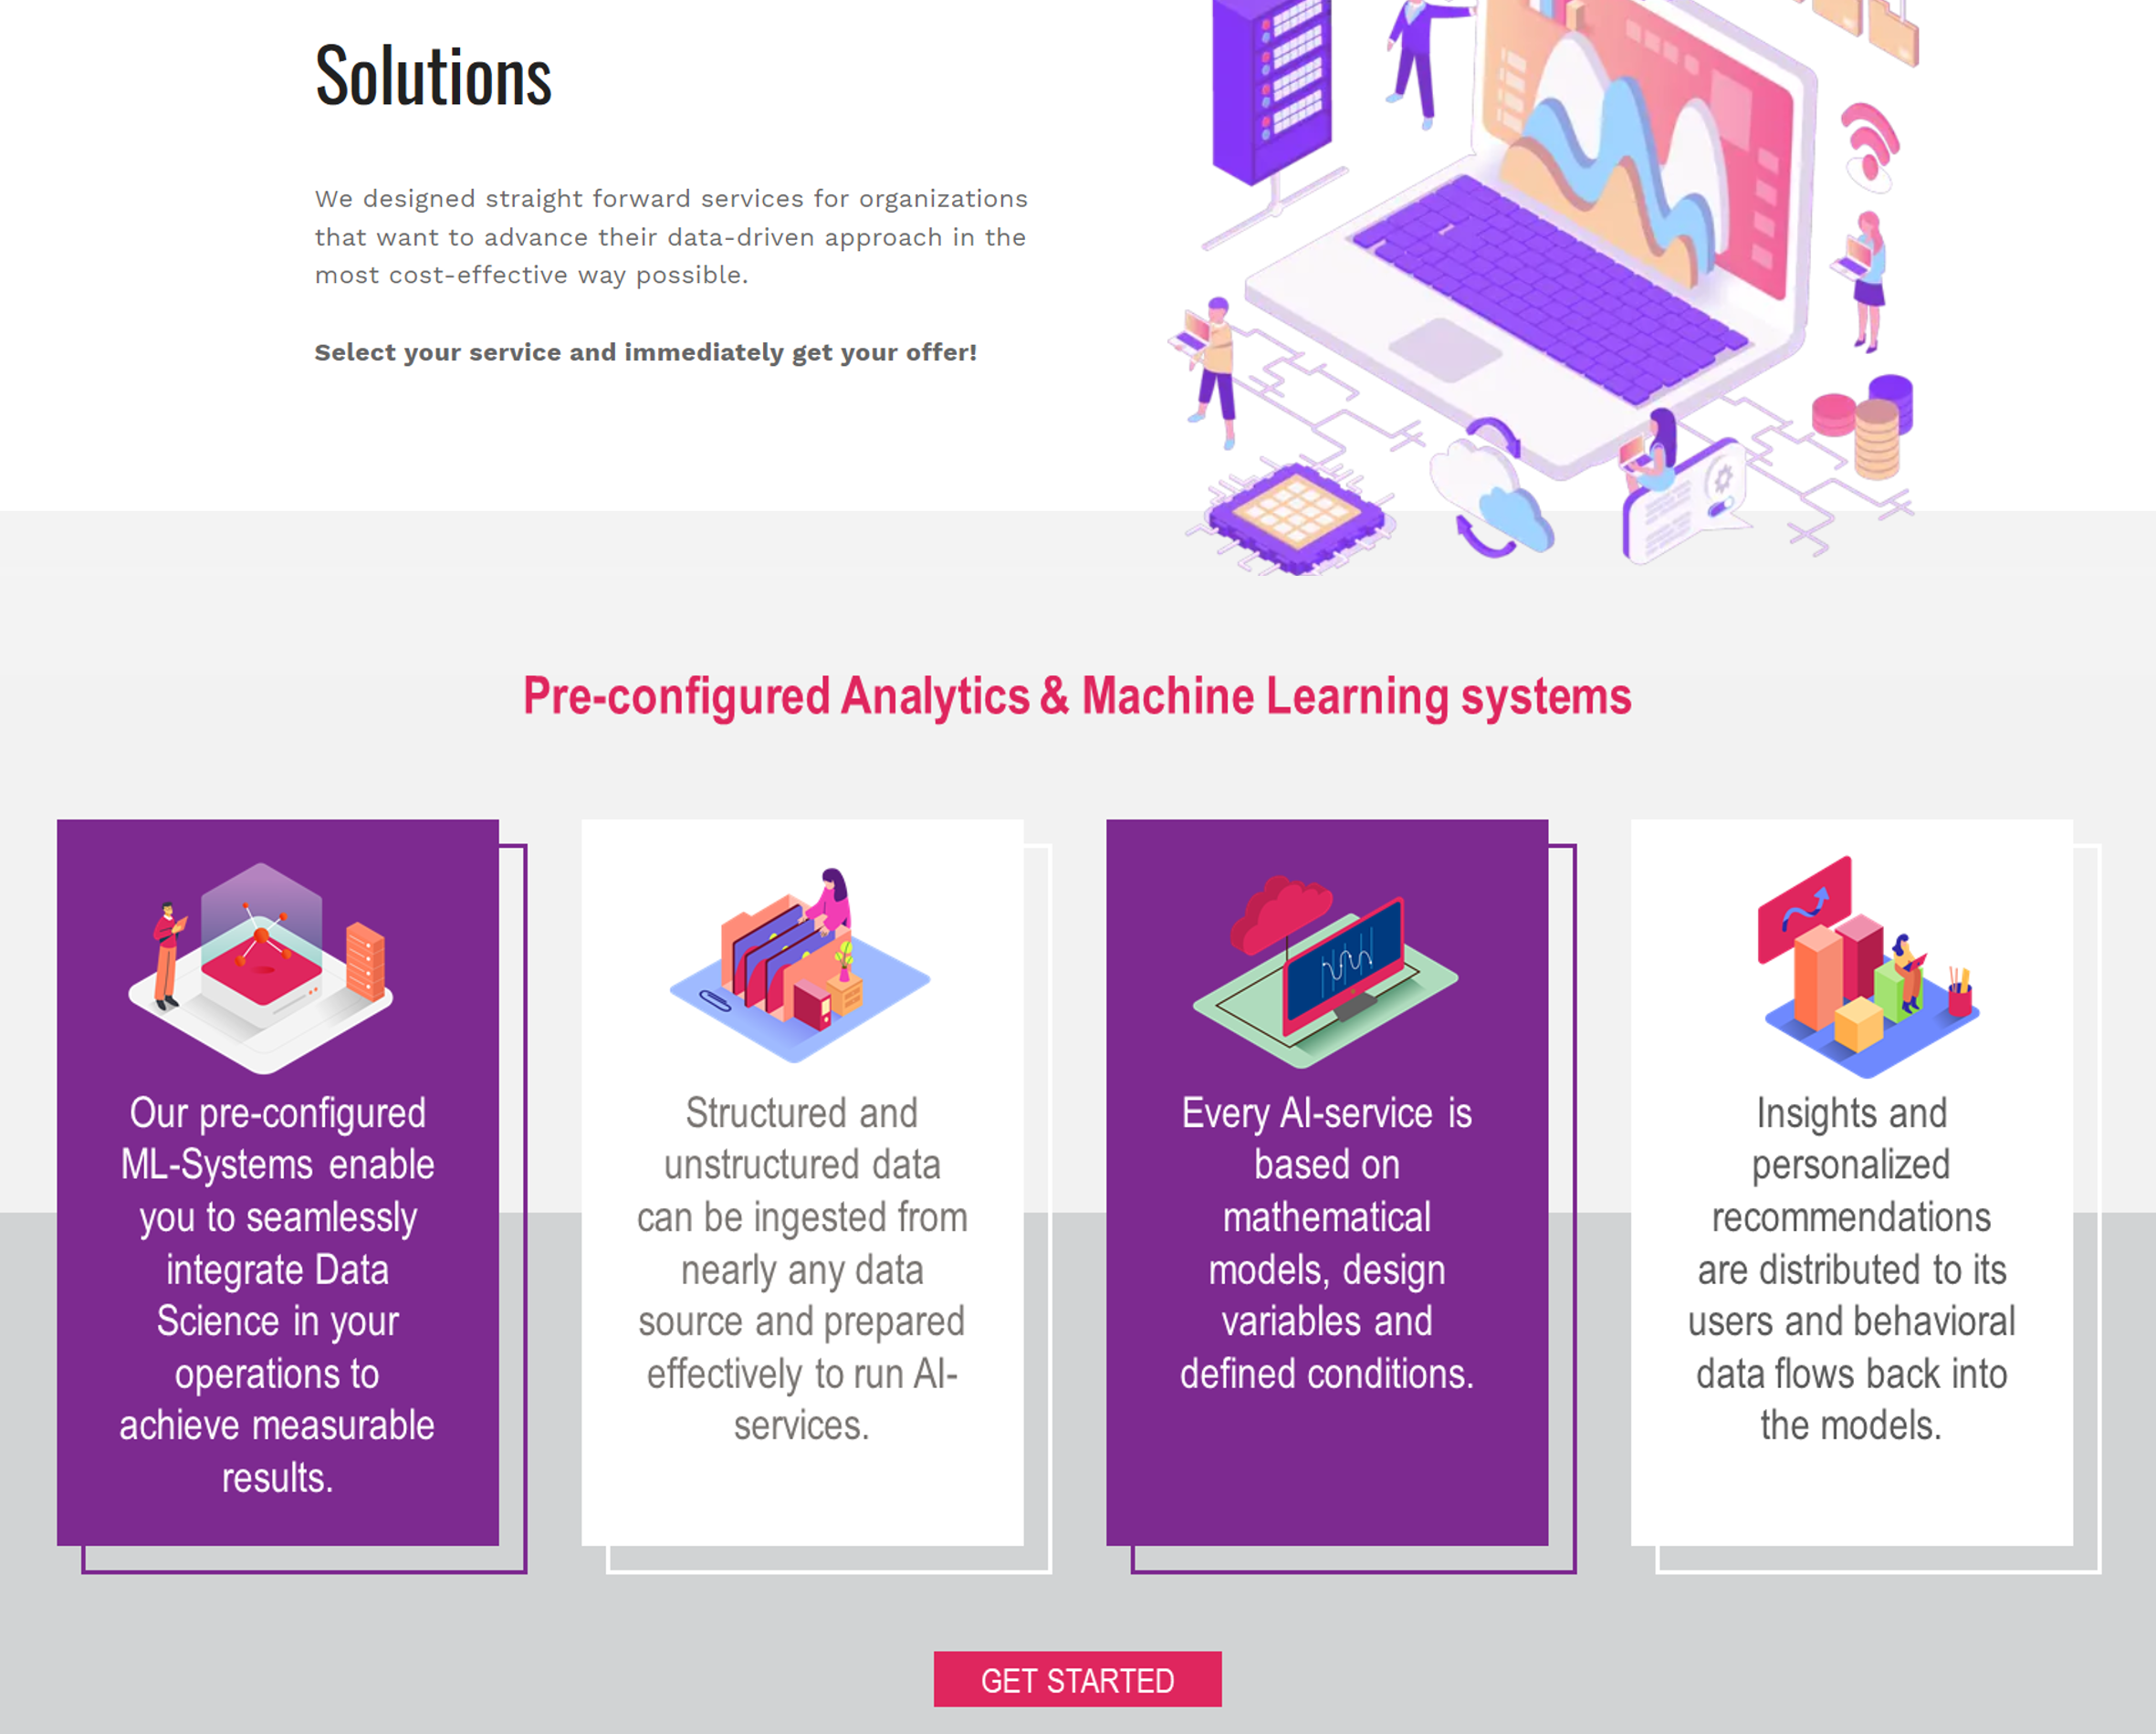 Solutions
We designed straight forward services for organizations
that want to advance their data-driven approach in the
most cost-effective way possible.
Select your service and immediately get your offer!
Pre-configured Analytics & Machine Learning systems
Our pre-configured
ML-Systems enable
you to seamlessly
integrate Data
Science in your
operations to
achieve measurable
results.
Structured and
unstructured data
can be ingested from
nearly any data
source and prepared
effectively to run AI-
services.
Every AI-service is
based on
mathematical
models, design
variables and
defined conditions.
Insights and
personalized
recommendations
are distributed to its
users and behavioral
data flows back into
the models.
GET STARTED